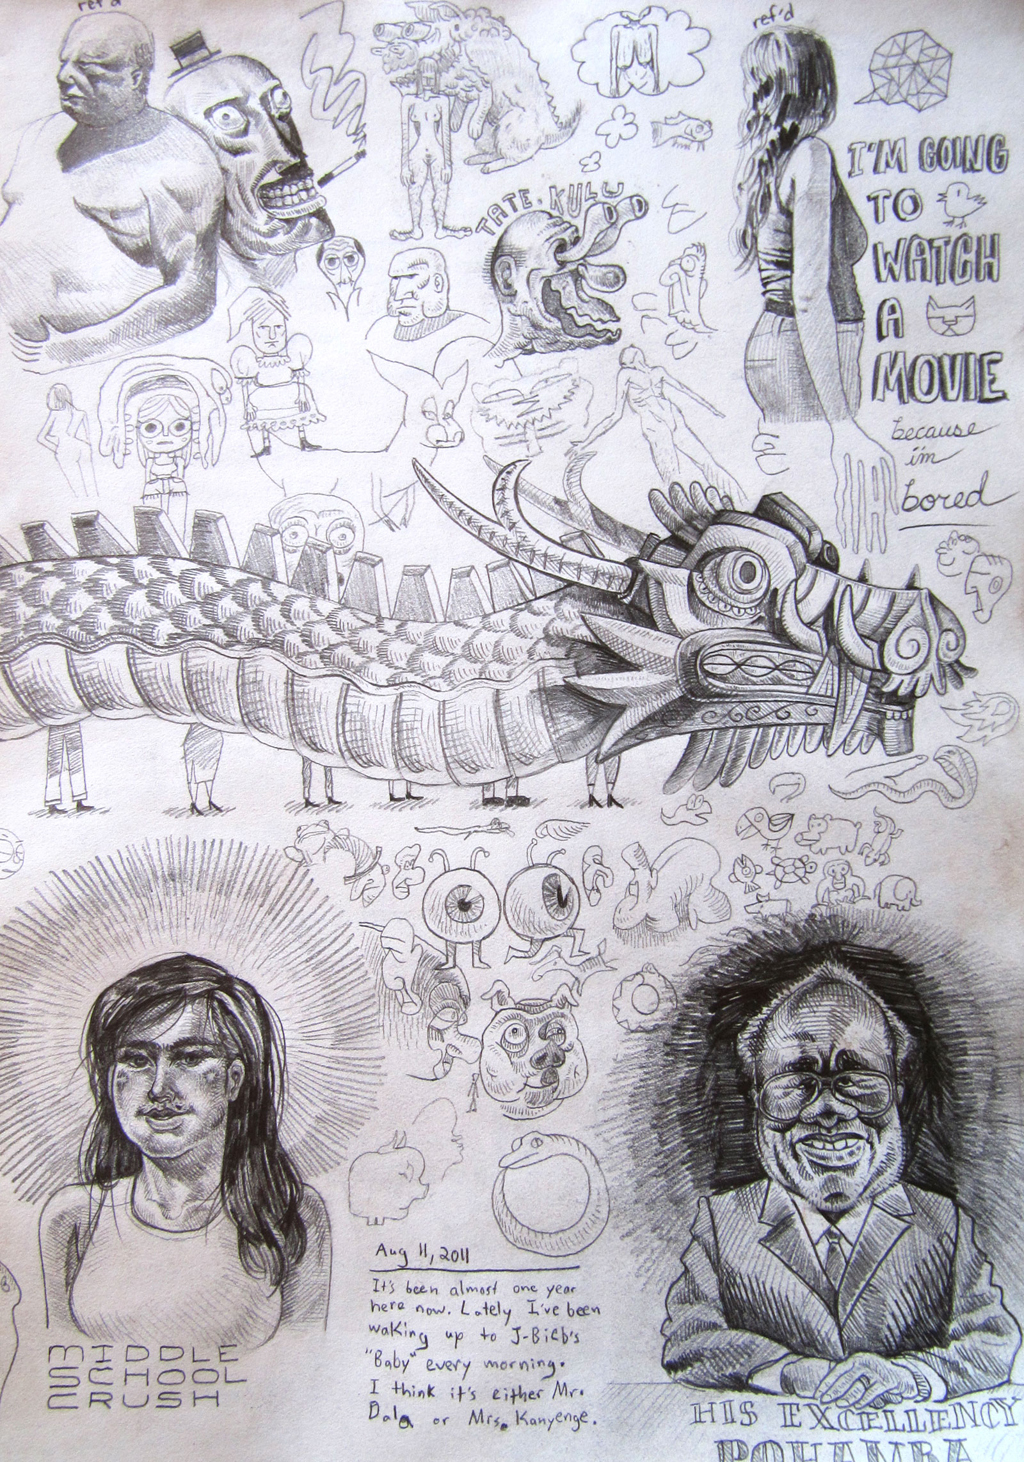 ref'd
ref'd
TATE. KULU
I'M GOING
TO
WATCH
A
MOVIE
because
im
bored
Aug 11, 2011
It's been almost one year
here now. Lately I've been
waking up to J-Bieb's
"Baby" every morning.
I think it's either Mr.
Dala or Mrs. Kanyenge.
MIDDLE
SCHOOL
CRUSH
HIS EXCELLENCY
POHAMBA